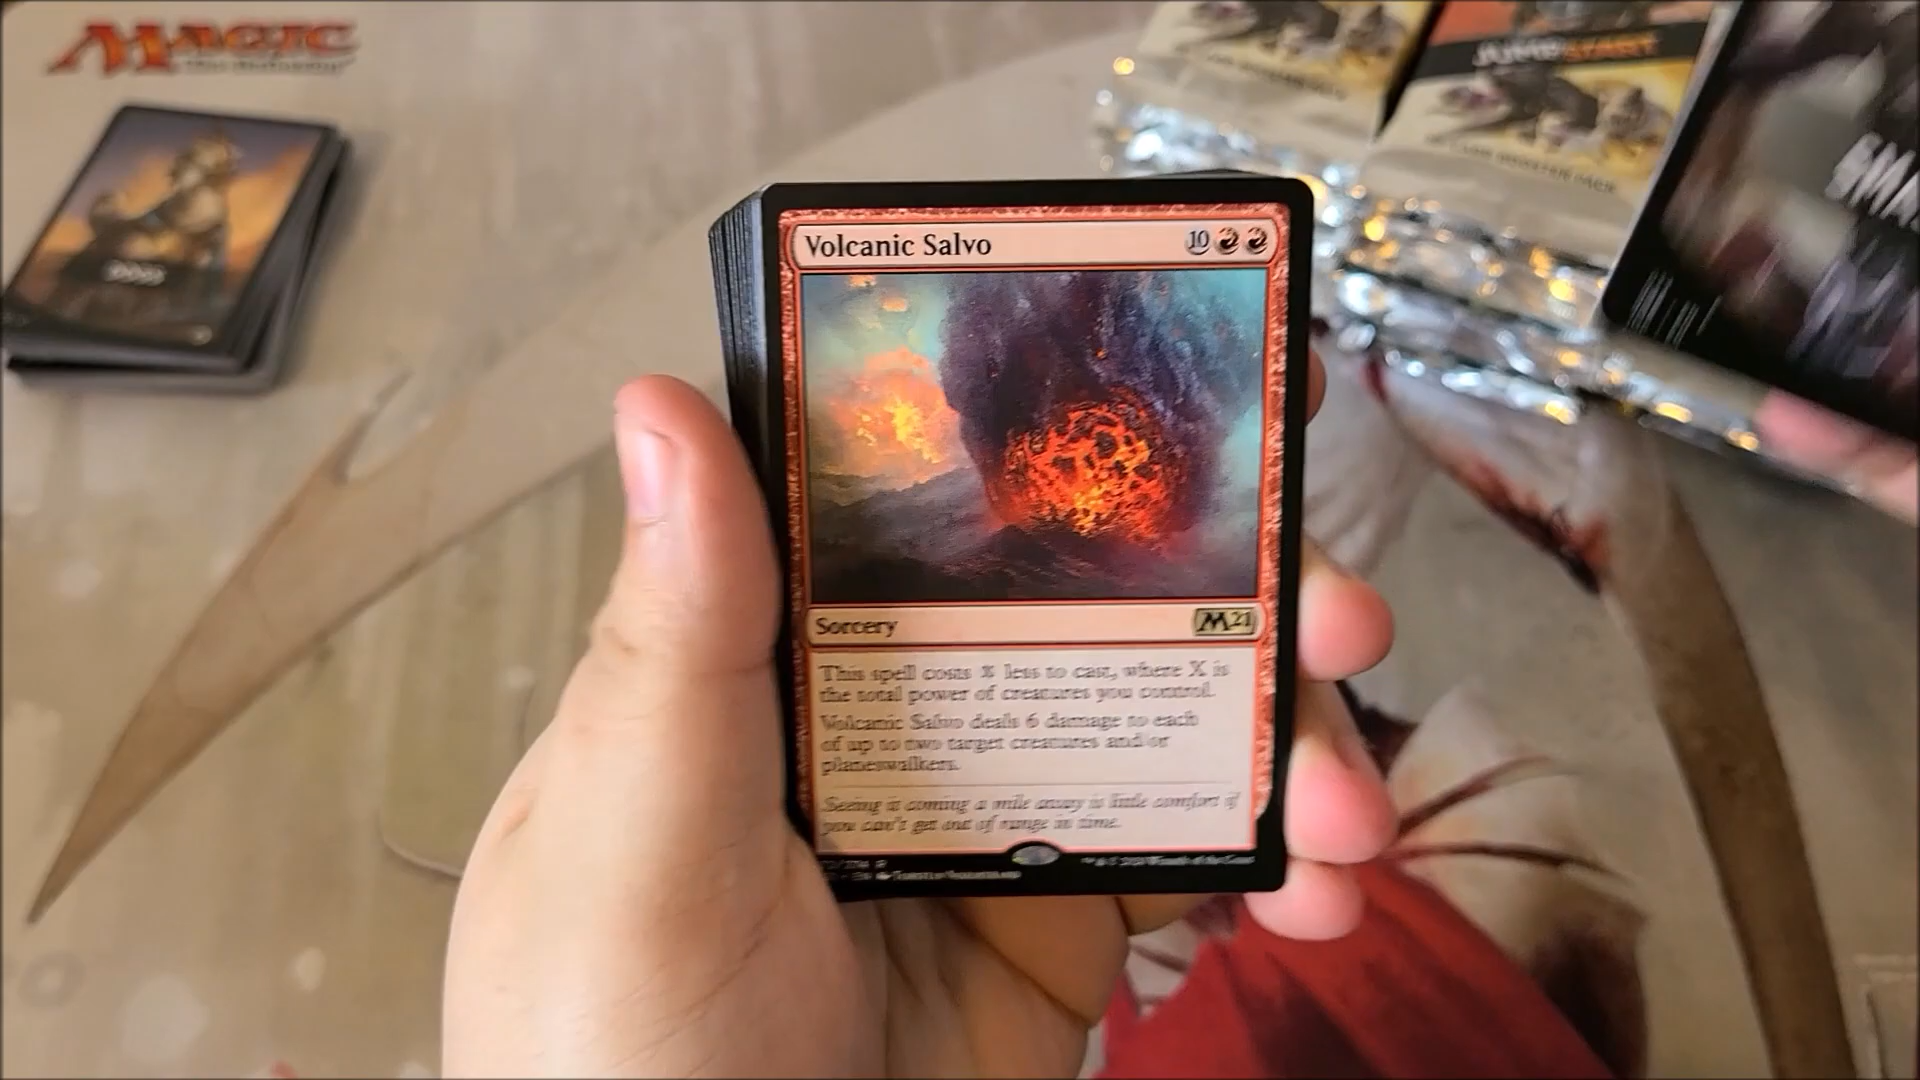 MAGIC
DOGS
JUMPSTART
SMA
Volcanic Salvo 10
Sorcery M21
This spell costs X less to cast, where X is
the total power of creatures you control.
Volcanic Salvo deals 6 damage to each
of up to two target creatures and/or
planeswalkers.
Seeing it coming a mile away is little comfort if
you can't get out of range in time.